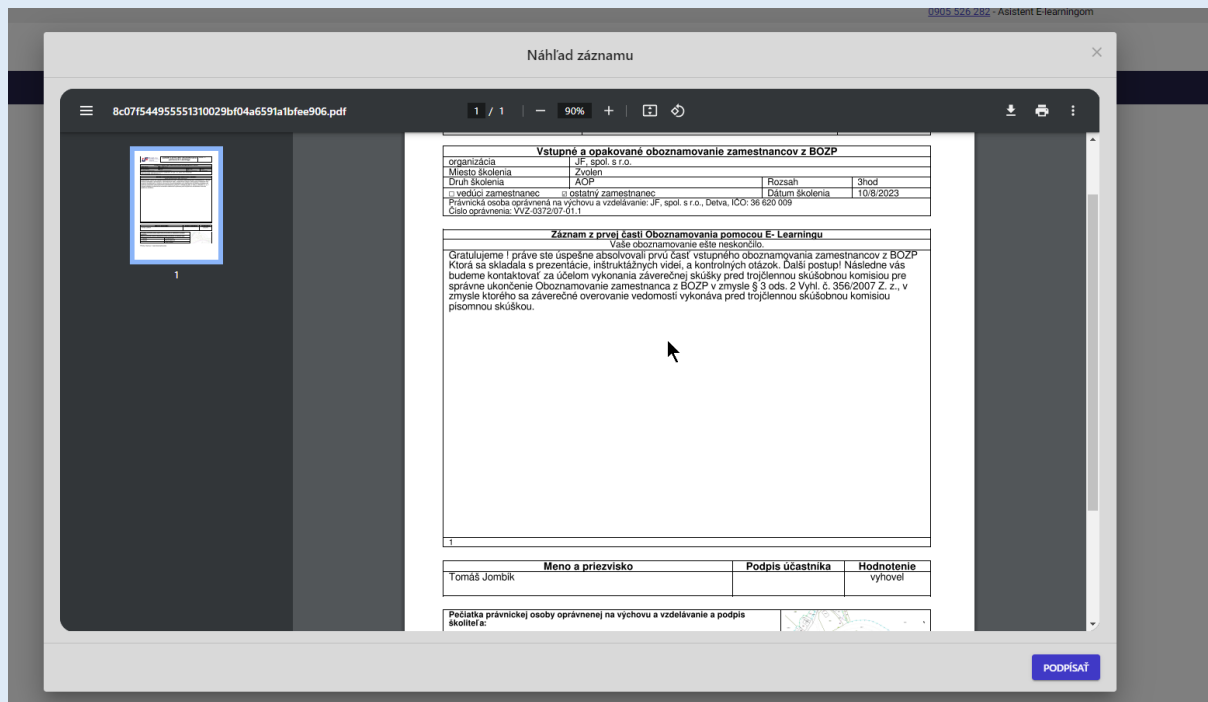 0905 526 282 - Asistent E-learningom
Náhľad záznamu
8c07f544955551310029bf04a6591a1bfee906.pdf
1 / 1
90%
1
Vstupné a opakované oboznamovanie zamestnancov z BOZP
organizácia JF, spol. s r.o.
Miesto školenia Zvolen
Druh školenia AOP Rozsah 3hod
vedúci zamestnanec ☑ ostatný zamestnanec Dátum školenia 10/8/2023
Právnická osoba oprávnená na výchovu a vzdelávanie: JF, spol. s r.o., Detva, IČO: 36 620 009
Číslo oprávnenia: VVZ-0372/07-01.1
Záznam z prvej časti Oboznamovania pomocou E- Learningu
Vaše oboznamovanie ešte neskončilo.
Gratulujeme ! práve ste úspešne absolvovali prvú časť vstupného oboznamovania zamestnancov z BOZP
Ktorá sa skladala s prezentácie, inštruktážnych videí, a kontrolných otázok. Ďalší postup! Následne vás
budeme kontaktovať za účelom vykonania záverečnej skúšky pred trojčlennou skúšobnou komisiou pre
správne ukončenie Oboznamovanie zamestnanca z BOZP v zmysle § 3 ods. 2 Vyhl. č. 356/2007 Z. z., v
zmysle ktorého sa záverečné overovanie vedomostí vykonáva pred trojčlennou skúšobnou komisiou
písomnou skúškou.
1
Meno a priezvisko Podpis účastníka Hodnotenie
Tomáš Jombík vyhovel
Pečiatka právnickej osoby oprávnenej na výchovu a vzdelávanie a podpis
školiteľa:
PODPÍSAŤ